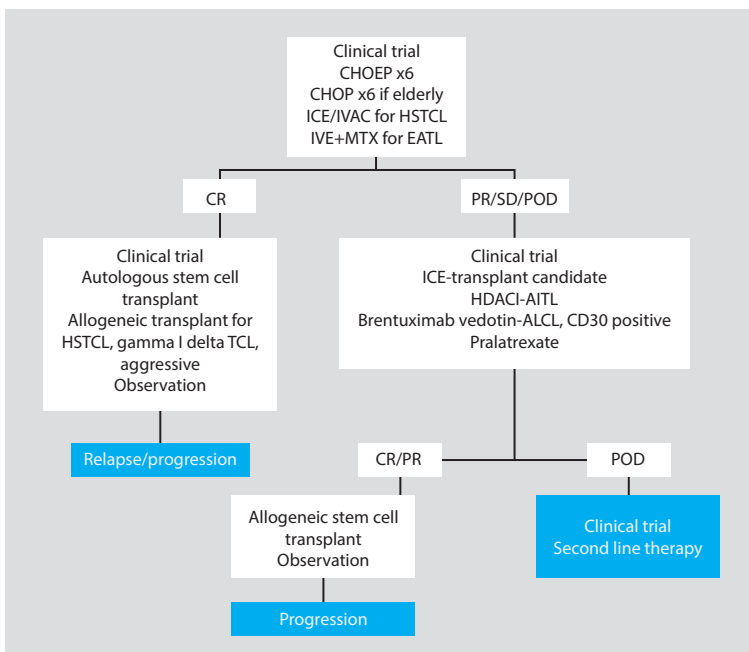 Clinical trial
CHOEP x6
CHOP x6 if elderly
ICE/IVAC for HSTCL
IVE+MTX for EATL
CR
PR/SD/POD
Clinical trial
Autologous stem cell
transplant
Allogeneic transplant for
HSTCL, gamma I delta TCL,
aggressive
Observation
Clinical trial
ICE-transplant candidate
HDACI-AITL
Brentuximab vedotin-ALCL, CD30 positive
Pralatrexate
Relapse/progression
CR/PR
POD
Allogeneic stem cell
transplant
Observation
Clinical trial
Second line therapy
Progression